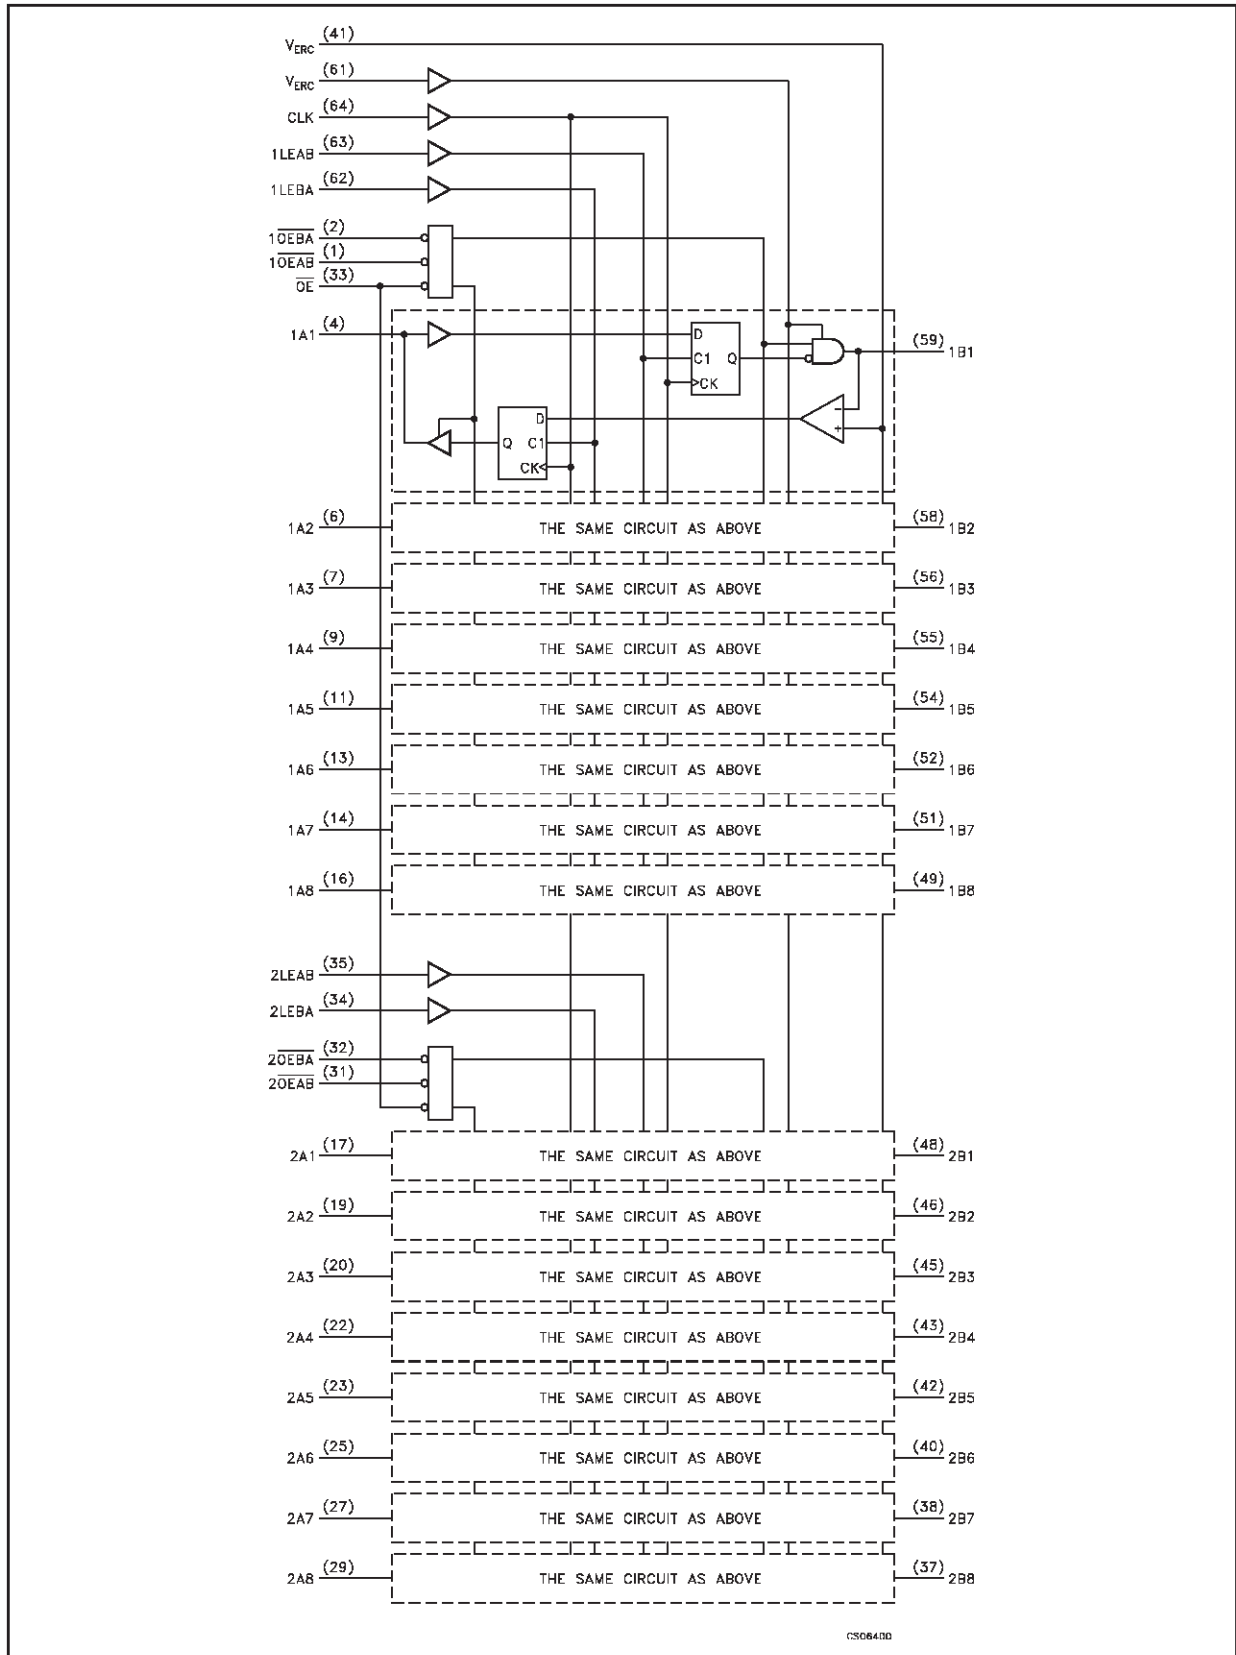 VERC (41)
VERC (61)
CLK (64)
1LEAB (63)
1LEBA (62)
1OEBA (2)
1OEAB (1)
OE (33)
1A1 (4) D C1 Q CK (59) 1B1
D Q C1 CK - +
1A2 (6) THE SAME CIRCUIT AS ABOVE (58) 1B2
1A3 (7) THE SAME CIRCUIT AS ABOVE (56) 1B3
1A4 (9) THE SAME CIRCUIT AS ABOVE (55) 1B4
1A5 (11) THE SAME CIRCUIT AS ABOVE (54) 1B5
1A6 (13) THE SAME CIRCUIT AS ABOVE (52) 1B6
1A7 (14) THE SAME CIRCUIT AS ABOVE (51) 1B7
1A8 (16) THE SAME CIRCUIT AS ABOVE (49) 1B8
2LEAB (35)
2LEBA (34)
2OEBA (32)
2OEAB (31)
2A1 (17) THE SAME CIRCUIT AS ABOVE (48) 2B1
2A2 (19) THE SAME CIRCUIT AS ABOVE (46) 2B2
2A3 (20) THE SAME CIRCUIT AS ABOVE (45) 2B3
2A4 (22) THE SAME CIRCUIT AS ABOVE (43) 2B4
2A5 (23) THE SAME CIRCUIT AS ABOVE (42) 2B5
2A6 (25) THE SAME CIRCUIT AS ABOVE (40) 2B6
2A7 (27) THE SAME CIRCUIT AS ABOVE (38) 2B7
2A8 (29) THE SAME CIRCUIT AS ABOVE (37) 2B8
CS06400